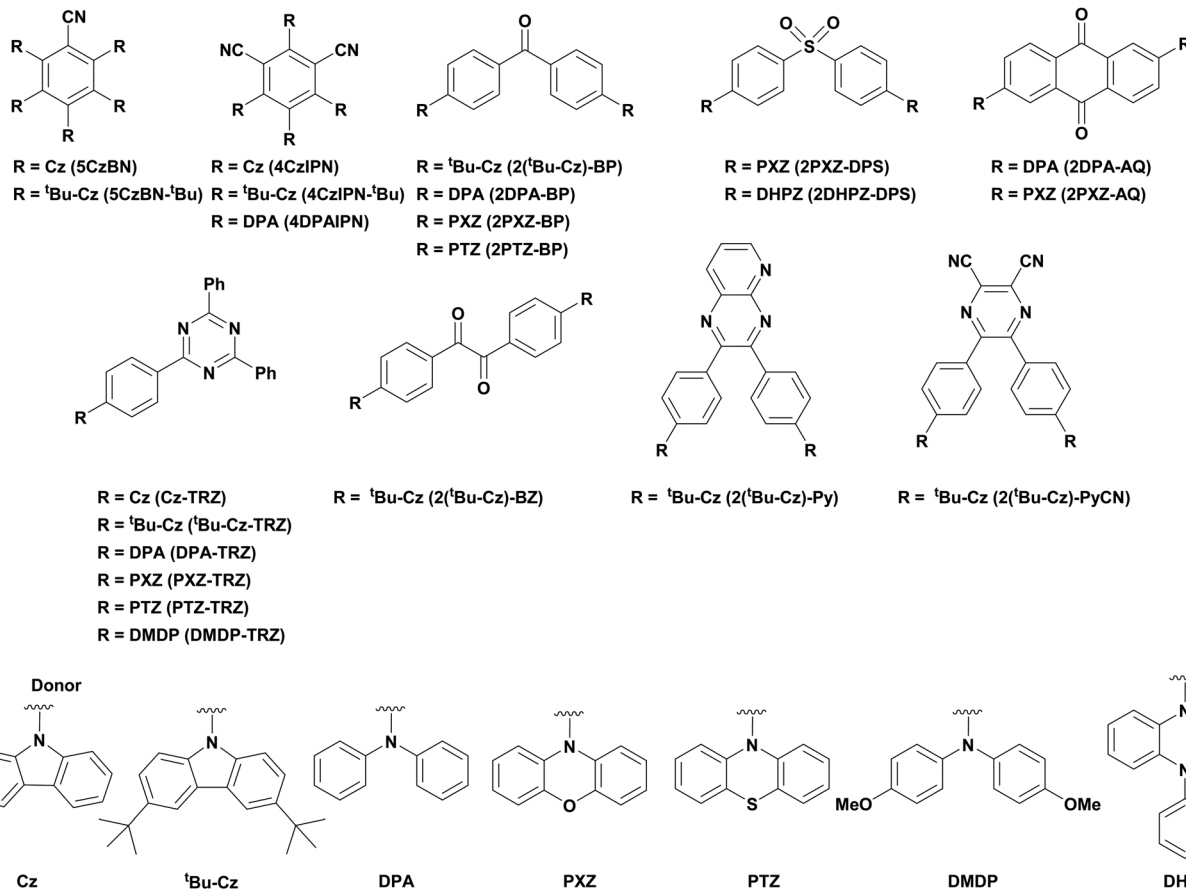 CN
R R
R R
R
R
NC CN
R R
R
O
R R
O O
S
R R
O
R
R
O
R = Cz (5CzBN)
R = tBu-Cz (5CzBN-tBu)
R = Cz (4CzIPN)
R = tBu-Cz (4CzIPN-tBu)
R = DPA (4DPAIPN)
R = tBu-Cz (2(tBu-Cz)-BP)
R = DPA (2DPA-BP)
R = PXZ (2PXZ-BP)
R = PTZ (2PTZ-BP)
R = PXZ (2PXZ-DPS)
R = DHPZ (2DHPZ-DPS)
R = DPA (2DPA-AQ)
R = PXZ (2PXZ-AQ)
Ph
N N
N Ph
R
R
O
O
R
N
N N
R R
NC CN
N N
R R
R = Cz (Cz-TRZ)
R = tBu-Cz (tBu-Cz-TRZ)
R = DPA (DPA-TRZ)
R = PXZ (PXZ-TRZ)
R = PTZ (PTZ-TRZ)
R = DMDP (DMDP-TRZ)
R = tBu-Cz (2(tBu-Cz)-BZ)
R = tBu-Cz (2(tBu-Cz)-Py)
R = tBu-Cz (2(tBu-Cz)-PyCN)
Donor
N
Cz
N
tBu-Cz
N
DPA
N
O
PXZ
N
S
PTZ
N
MeO OMe
DMDP
N
N
DH